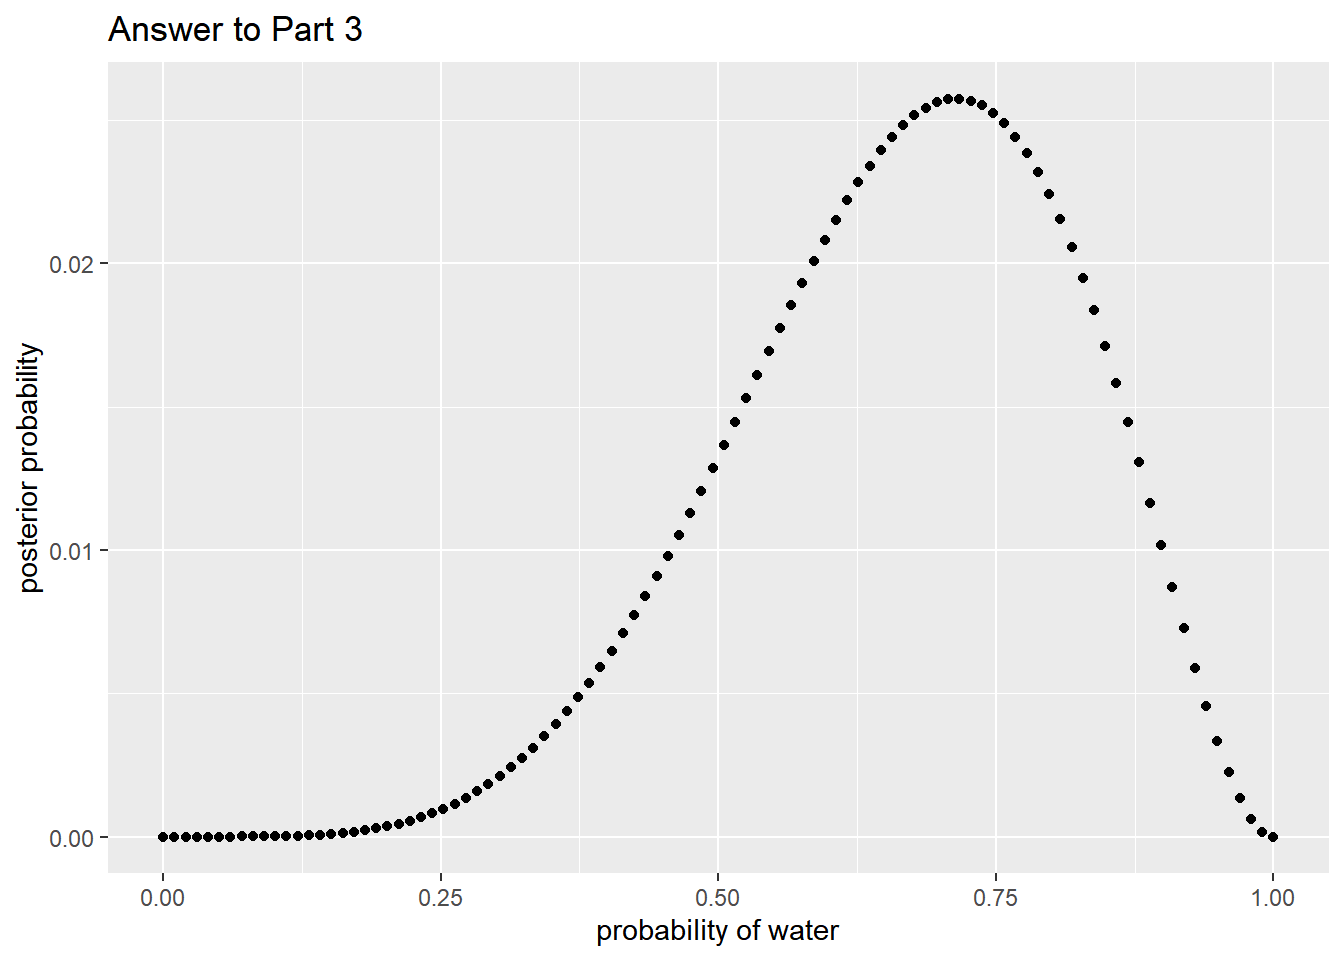 Answer to Part 3
posterior probability
0.02
0.01
0.00
0.00 0.25 0.50 0.75 1.00
probability of water